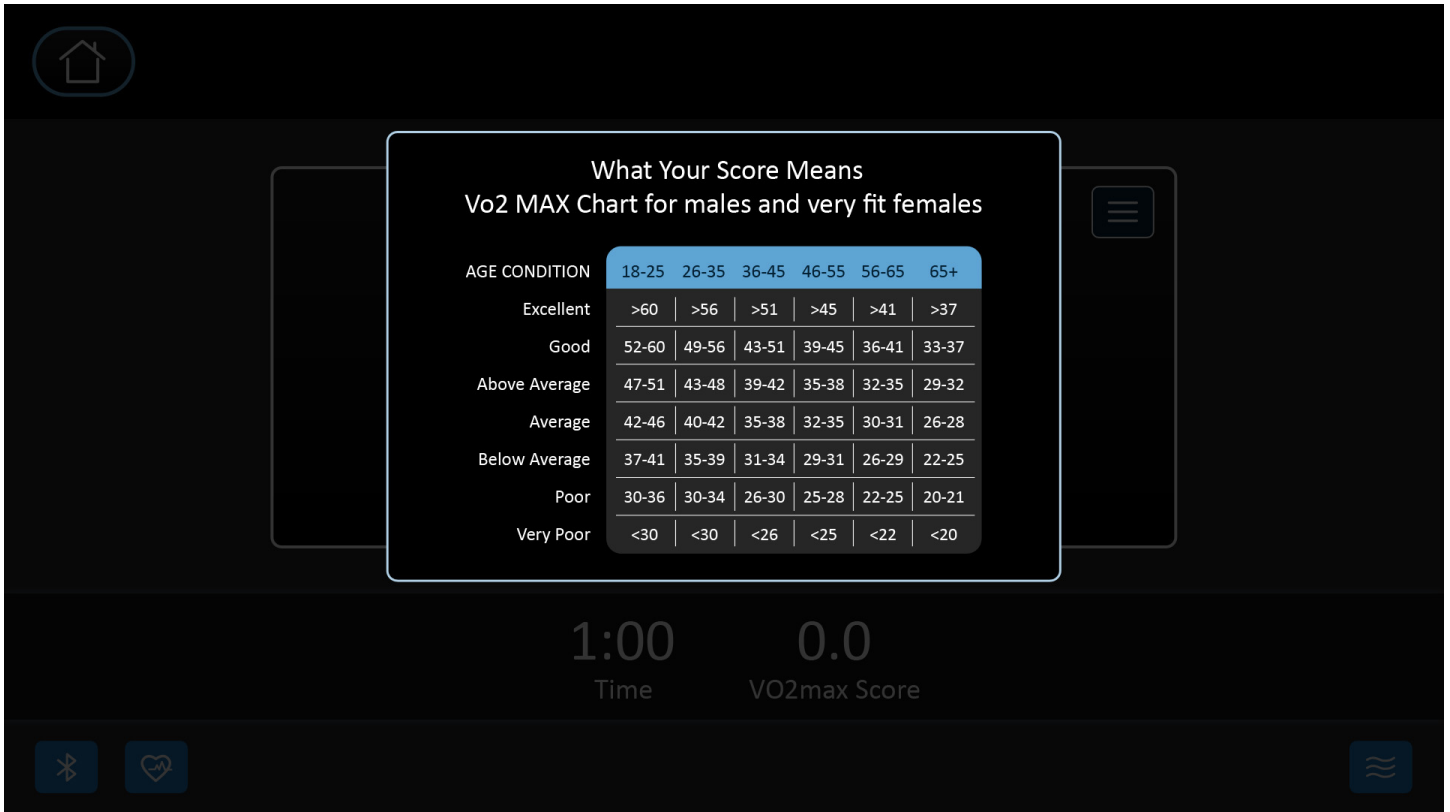 What Your Score Means
Vo2 MAX Chart for males and very fit females
AGE CONDITION 18-25 26-35 36-45 46-55 56-65 65+
Excellent >60 >56 >51 >45 >41 >37
Good 52-60 49-56 43-51 39-45 36-41 33-37
Above Average 47-51 43-48 39-42 35-38 32-35 29-32
Average 42-46 40-42 35-38 32-35 30-31 26-28
Below Average 37-41 35-39 31-34 29-31 26-29 22-25
Poor 30-36 30-34 26-30 25-28 22-25 20-21
Very Poor <30 <30 <26 <25 <22 <20
1:00 0.0
Time VO2max Score